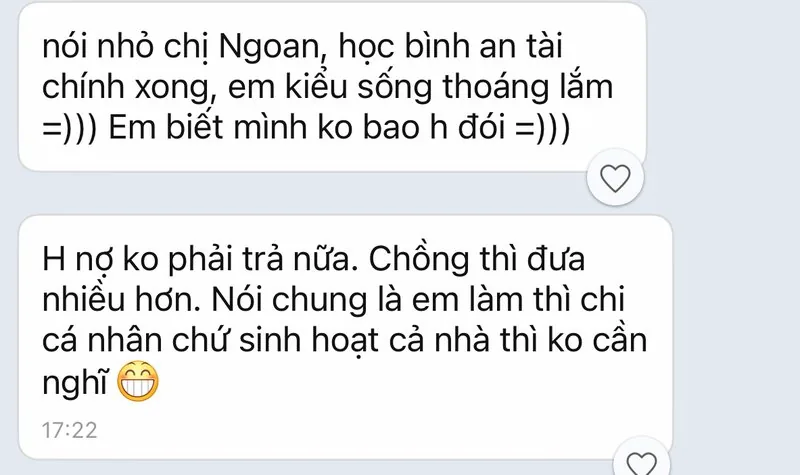 nói nhỏ chị Ngoan, học bình an tài
chính xong, em kiểu sống thoáng lắm
=))) Em biết mình ko bao h đói =)))
H nợ ko phải trả nữa. Chồng thì đưa
nhiều hơn. Nói chung là em làm thì chi
cá nhân chứ sinh hoạt cả nhà thì ko cần
nghĩ 😁
17:22